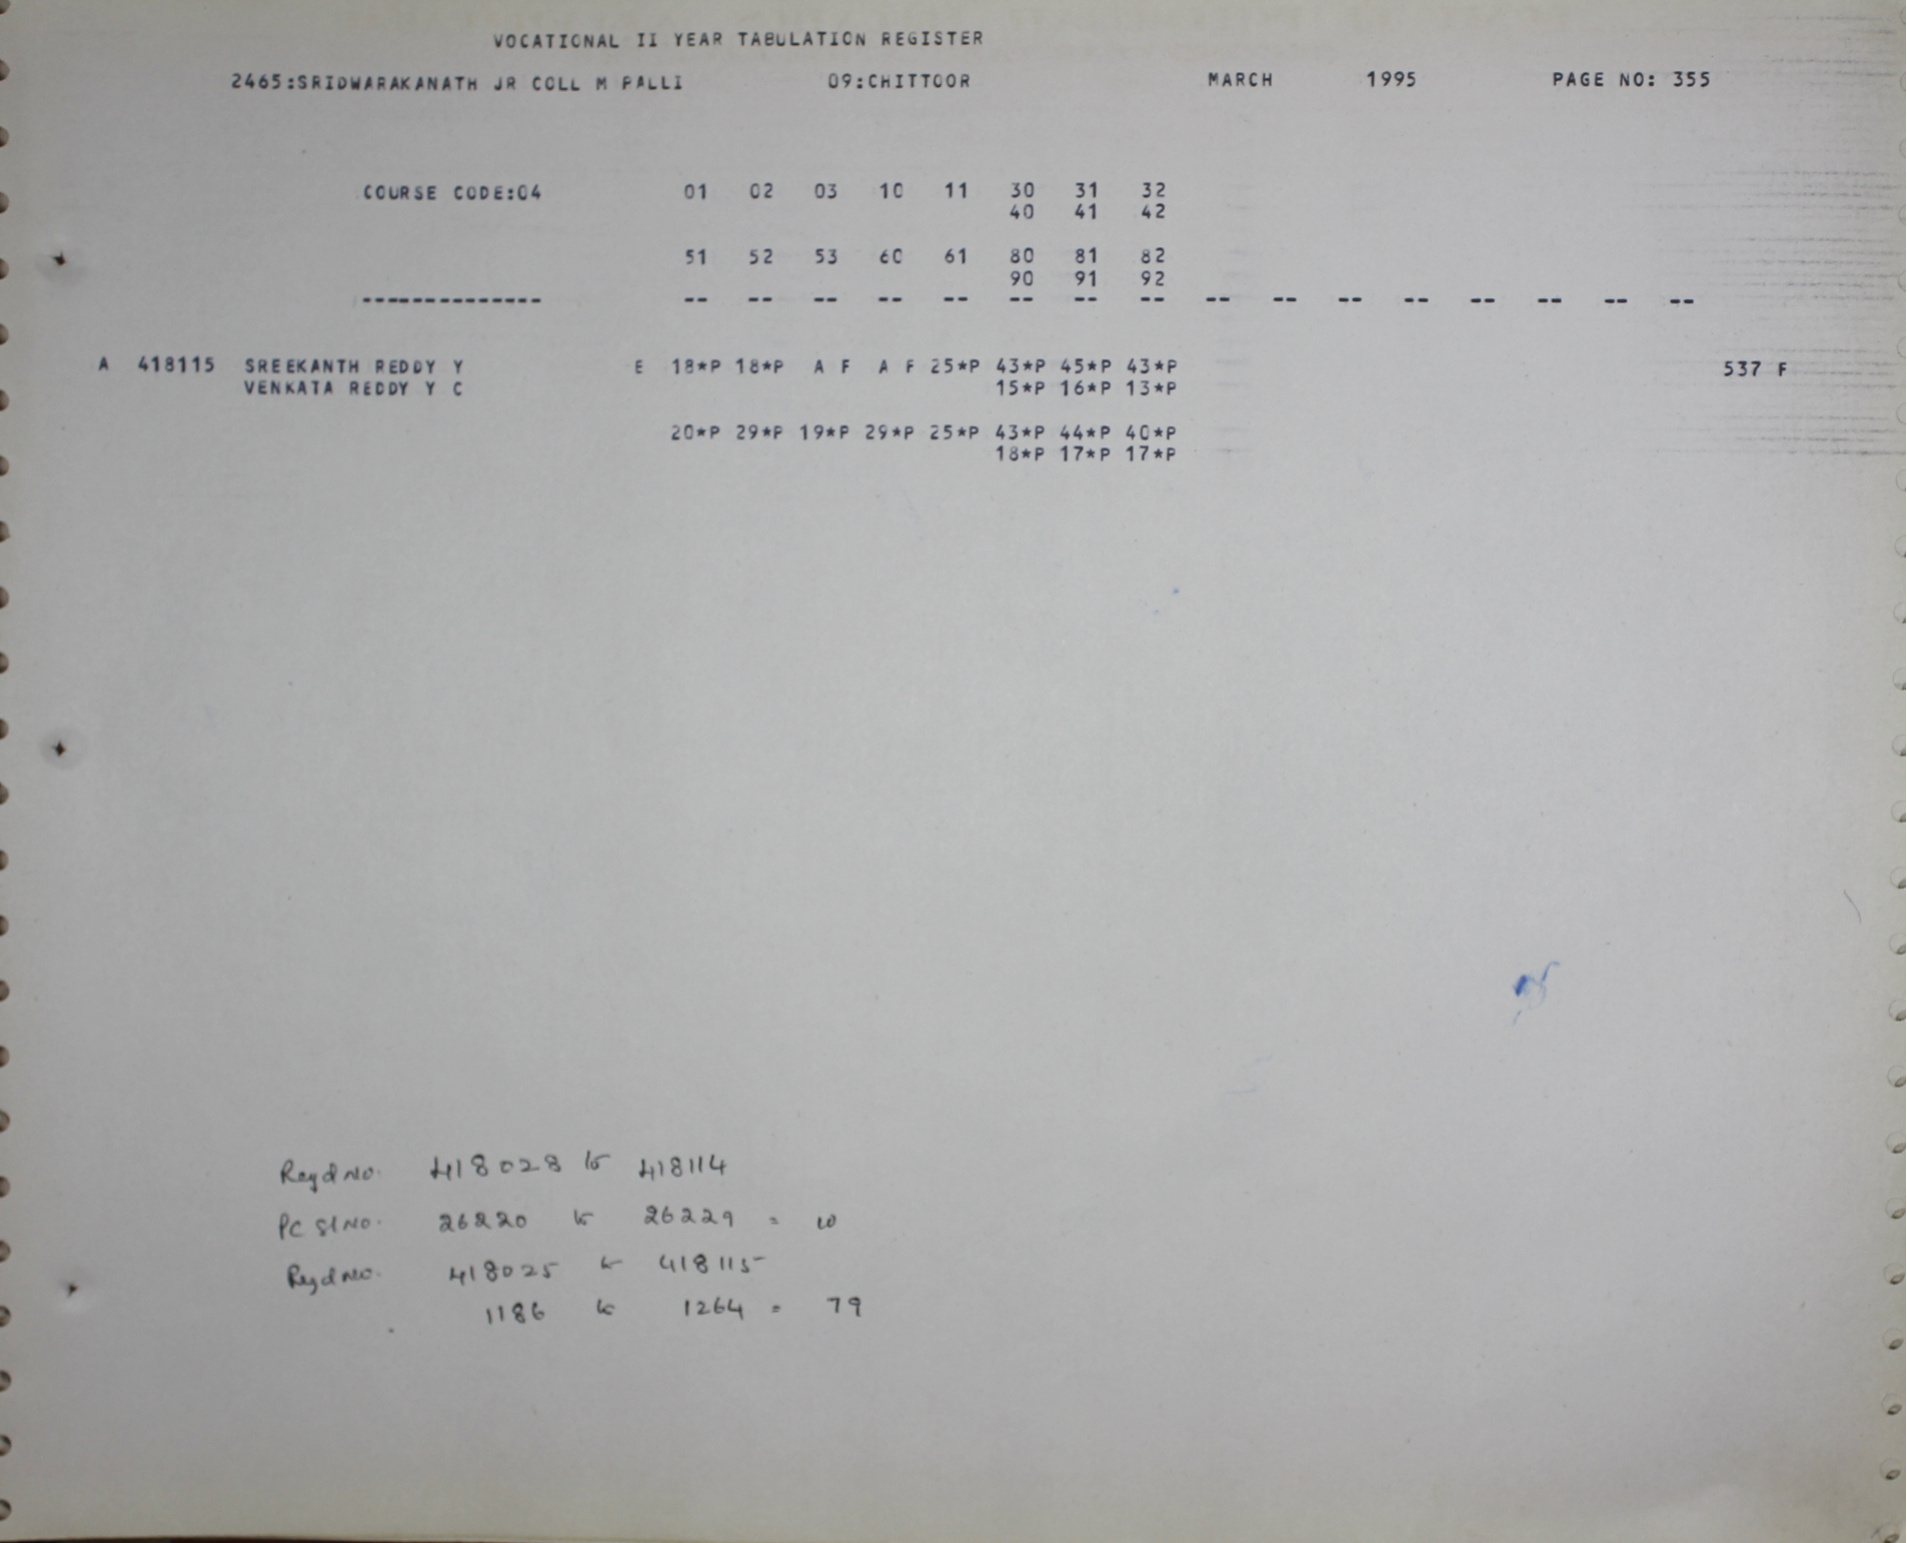 VOCATIONAL II YEAR TABULATION REGISTER
2465:SRIDWARAKANATH JR COLL M PALLI 09:CHITTOOR MARCH 1995 PAGE NO: 355
COURSE CODE:04 01 02 03 10 11 30 31 32
40 41 42
51 52 53 60 61 80 81 82
90 91 92
-------------- -- -- -- -- -- -- -- -- -- -- -- -- -- -- -- --
A 418115 SREEKANTH REDDY Y E 18*P 18*P A F A F 25*P 43*P 45*P 43*P 537 F
VENKATA REDDY Y C 15*P 16*P 13*P
20*P 29*P 19*P 29*P 25*P 43*P 44*P 40*P
18*P 17*P 17*P
Regd No. 418028 to 418114
PC Sl No. 26220 to 26229 = 10
Regd No. 418025 to 418115
1186 to 1264 = 79